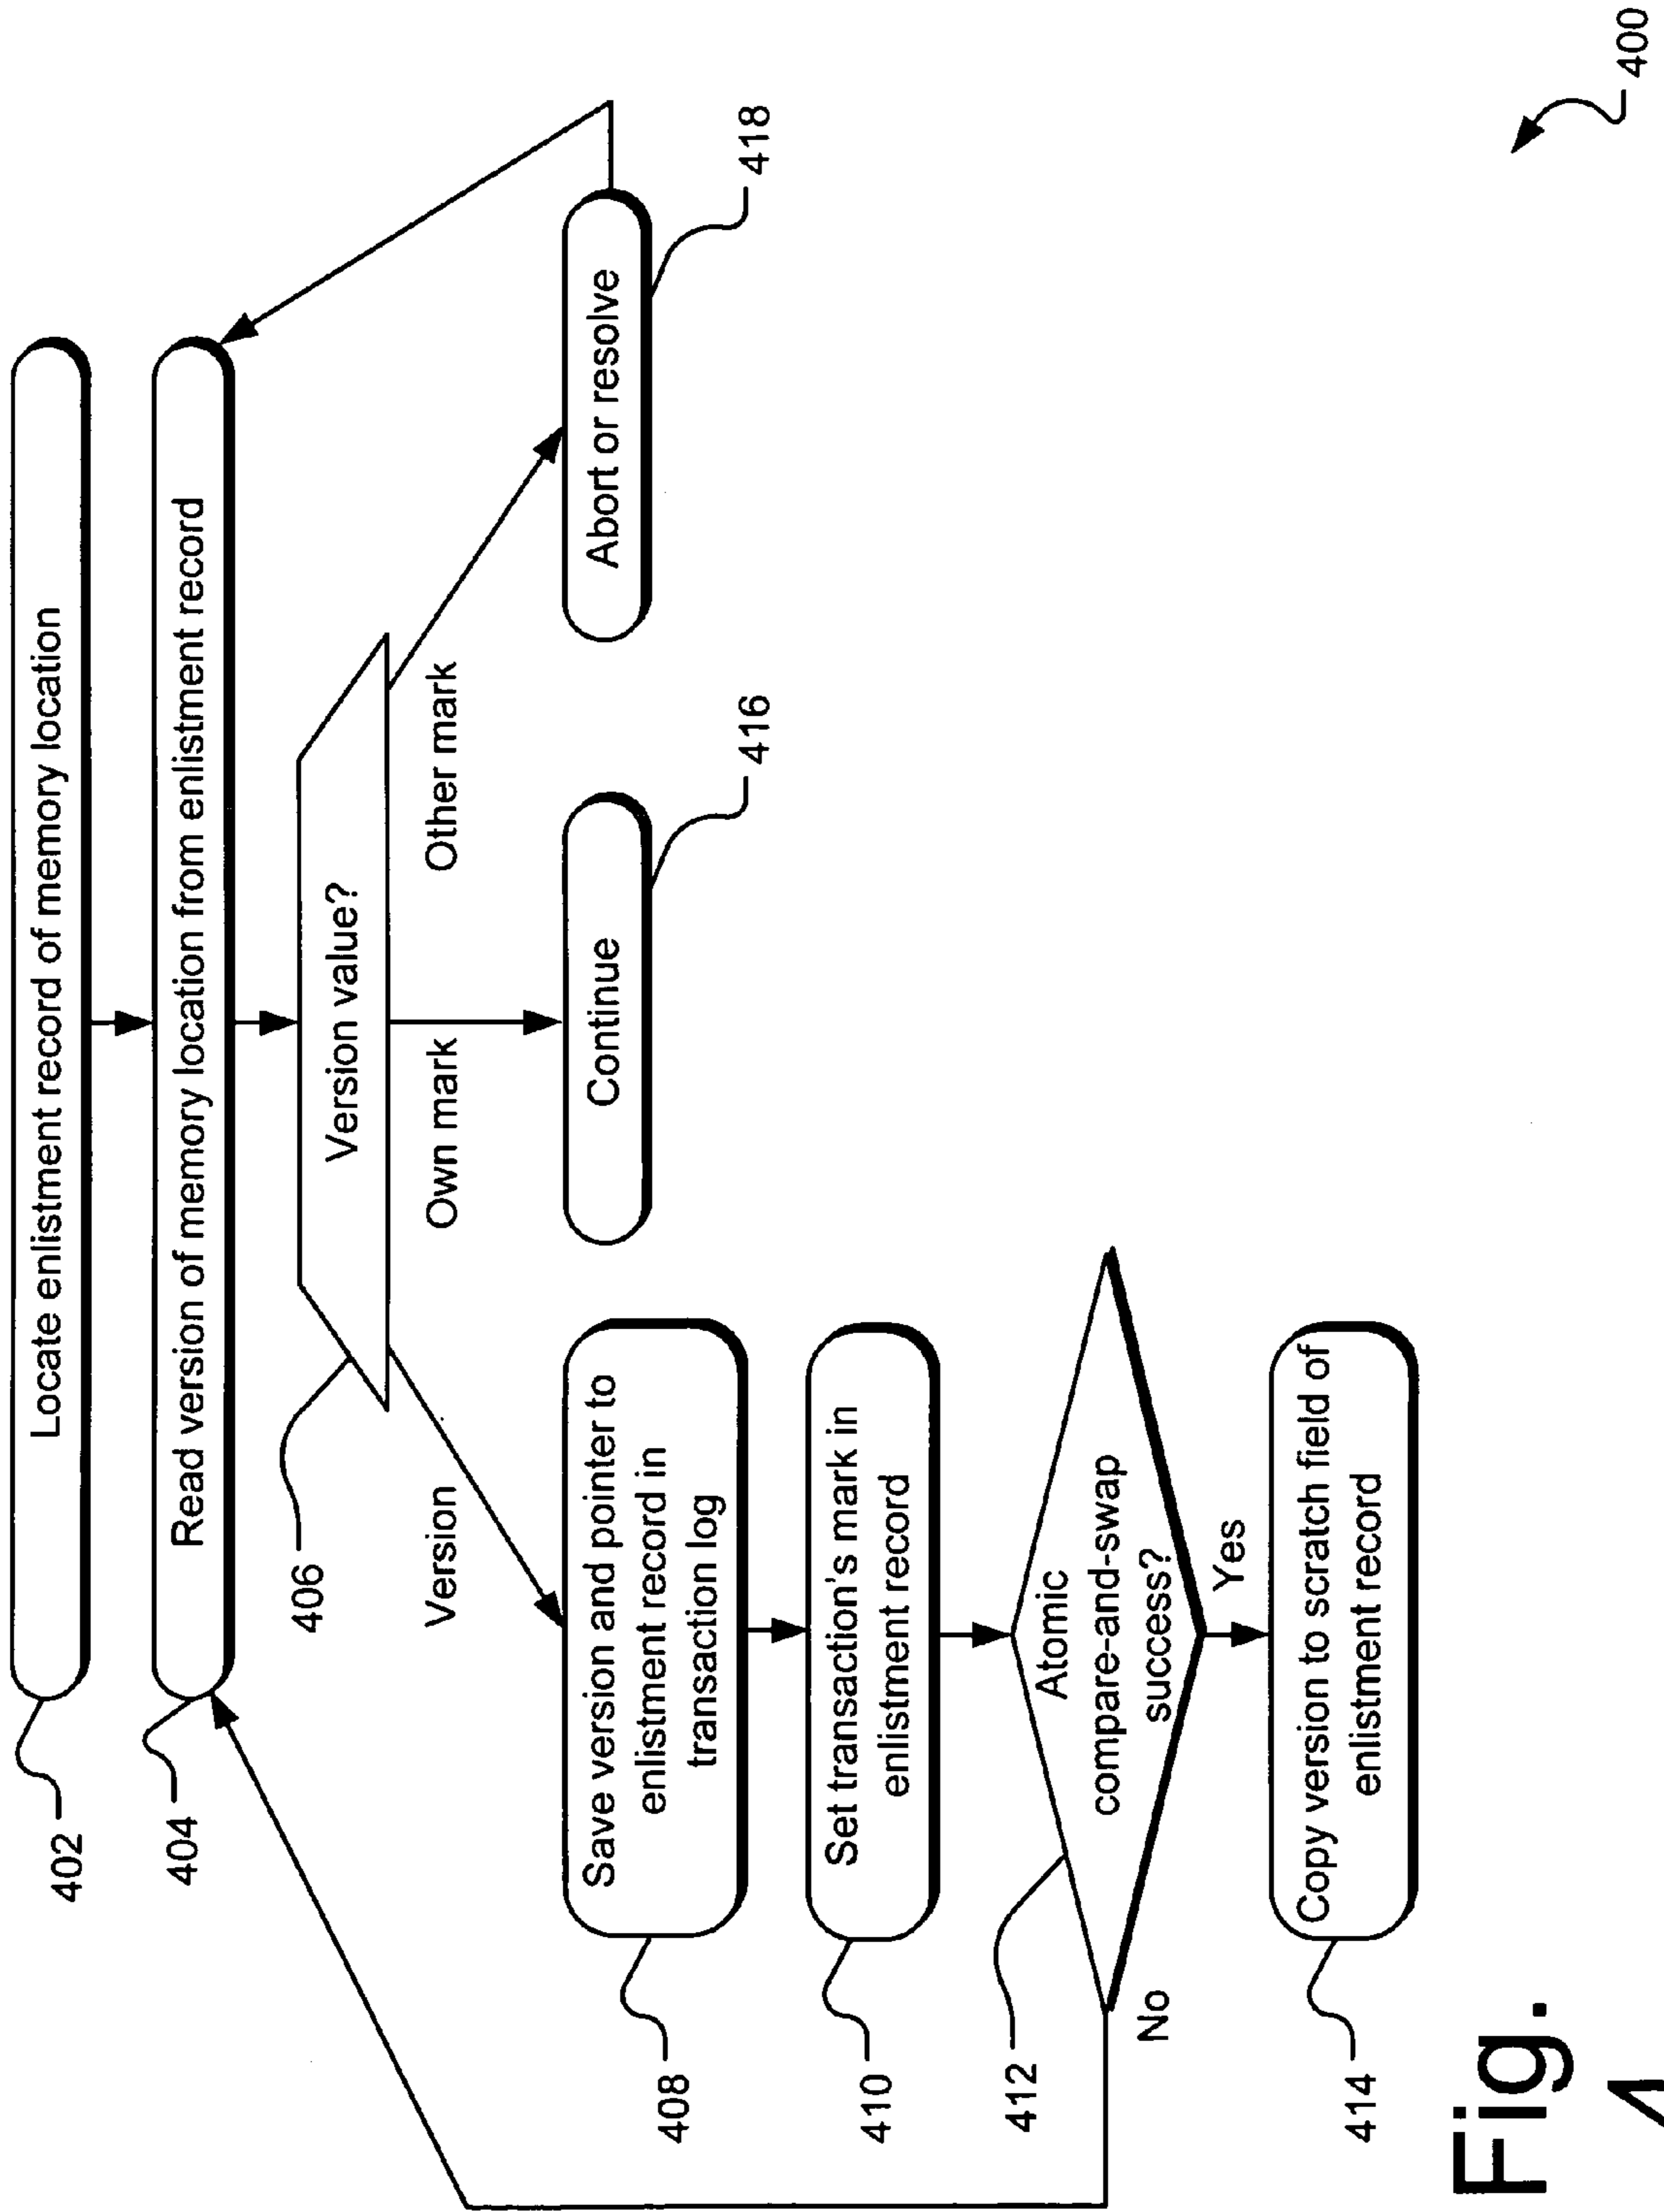 Locate enlistment record of memory location
402
Read version of memory location from enlistment record
404
Version value?
406
Version
Own mark
Other mark
Save version and pointer to
enlistment record in
transaction log
408
Continue
416
Abort or resolve
418
Set transaction's mark in
enlistment record
410
Atomic
compare-and-swap
success?
412
No
Yes
Copy version to scratch field of
enlistment record
414
Fig.
4
400